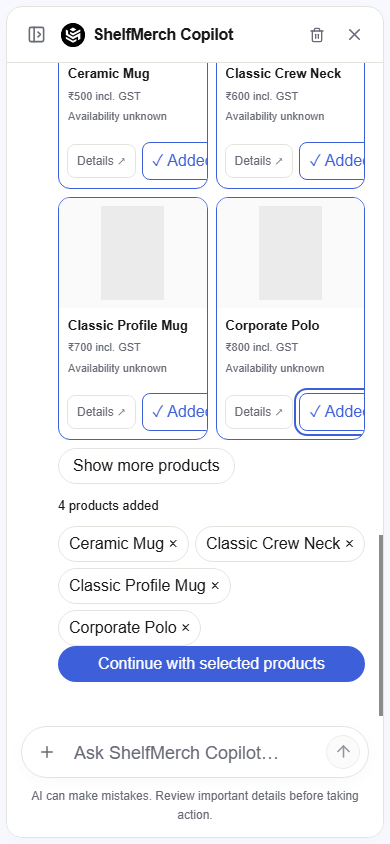 ShelfMerch Copilot
Ceramic Mug
₹500 incl. GST
Availability unknown
Details ↗
✓ Added
Classic Crew Neck
₹600 incl. GST
Availability unknown
Details ↗
✓ Added
Classic Profile Mug
₹700 incl. GST
Availability unknown
Details ↗
✓ Added
Corporate Polo
₹800 incl. GST
Availability unknown
Details ↗
✓ Added
Show more products
4 products added
Ceramic Mug ×
Classic Crew Neck ×
Classic Profile Mug ×
Corporate Polo ×
Continue with selected products
Ask ShelfMerch Copilot…
AI can make mistakes. Review important details before taking
action.